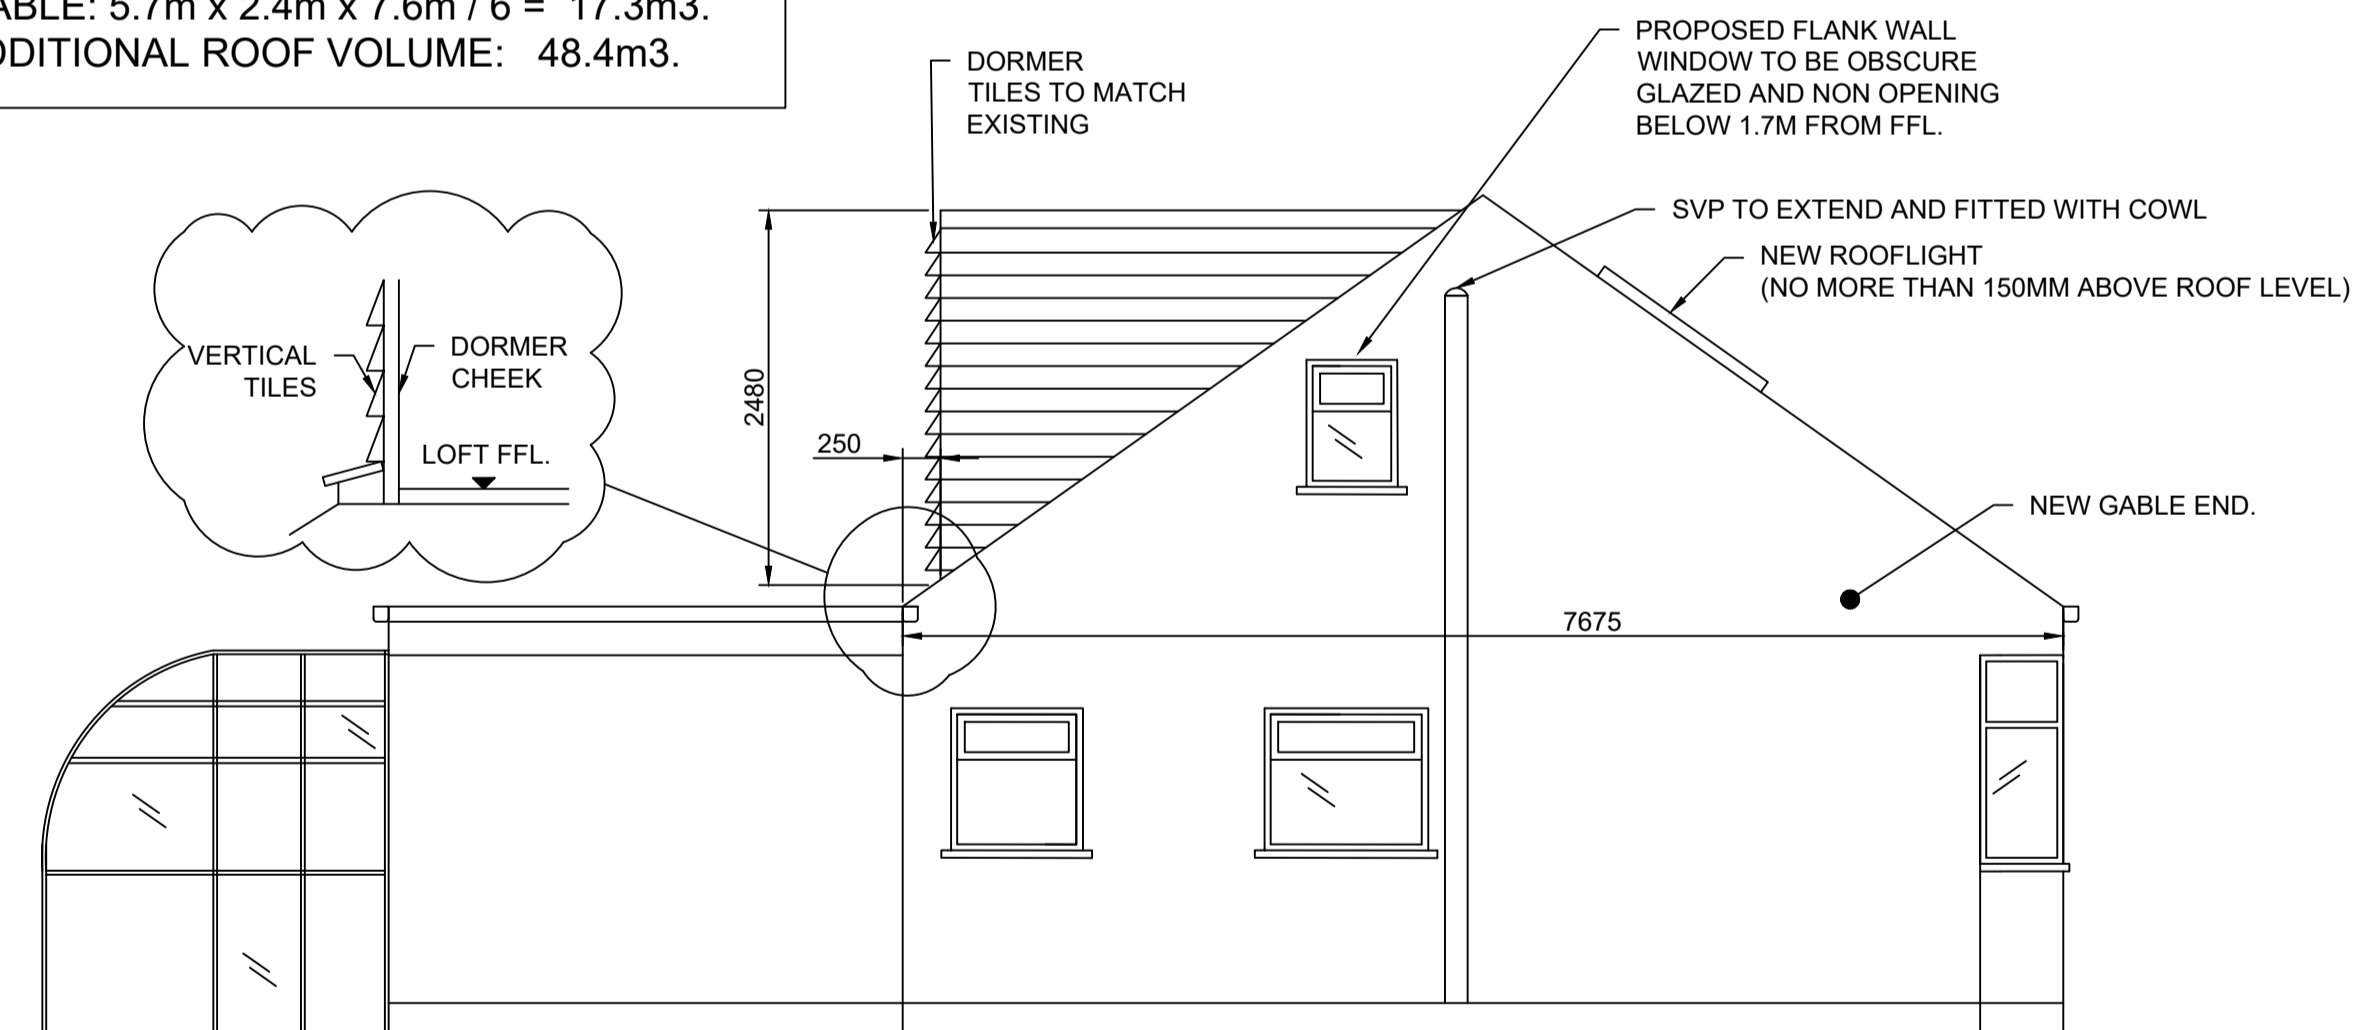 5.7m x 2.4m x 7.6m / 6 = 17.3m3.
ROOF VOLUME: 48.4m3.
DORMER
TILES TO MATCH
EXISTING
PROPOSED FLANK WALL
WINDOW TO BE OBSCURE
GLAZED AND NON OPENING
BELOW 1.7M FROM FFL.
SVP TO EXTEND AND FITTED WITH COWL
NEW ROOFLIGHT
(NO MORE THAN 150MM ABOVE ROOF LEVEL)
VERTICAL
TILES
DORMER
CHEEK
LOFT FFL.
2480
250
NEW GABLE END.
7675